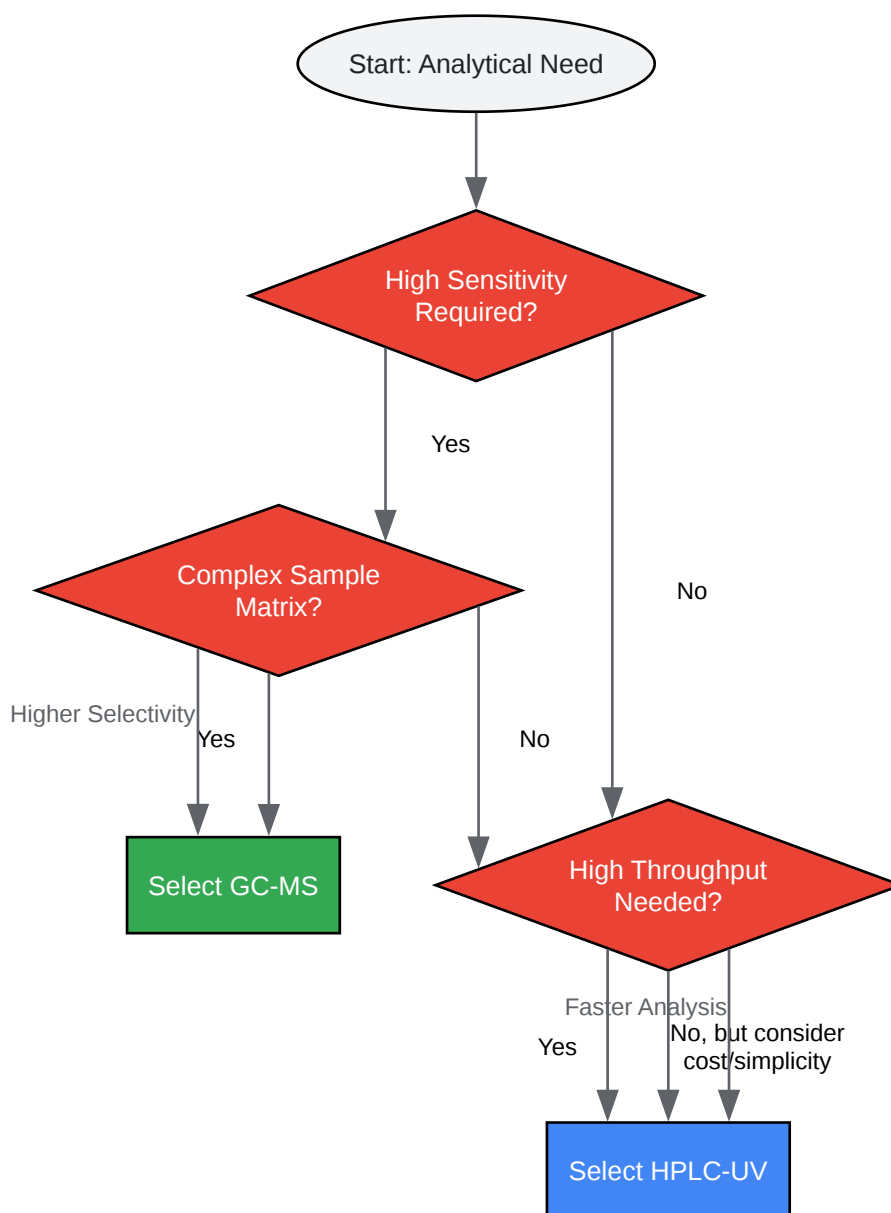 Start: Analytical Need
High Sensitivity
Required?
Yes
Complex Sample
Matrix?
No
Higher Selectivity
Yes
No
Select GC-MS
High Throughput
Needed?
Faster Analysis
Yes
No, but consider
cost/simplicity
Select HPLC-UV